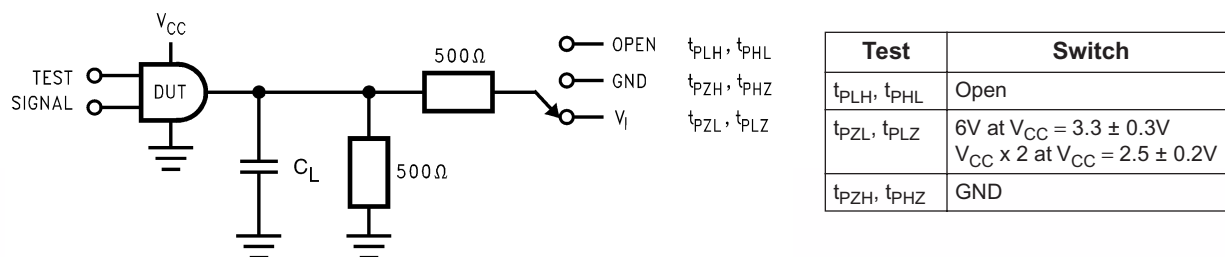 V_CC
TEST
SIGNAL
DUT
C_L
500Ω
500Ω
OPEN t_PLH, t_PHL
GND t_PZH, t_PHZ
V_I t_PZL, t_PLZ
Test Switch
t_PLH, t_PHL Open
t_PZL, t_PLZ 6V at V_CC = 3.3 ± 0.3V
V_CC x 2 at V_CC = 2.5 ± 0.2V
t_PZH, t_PHZ GND